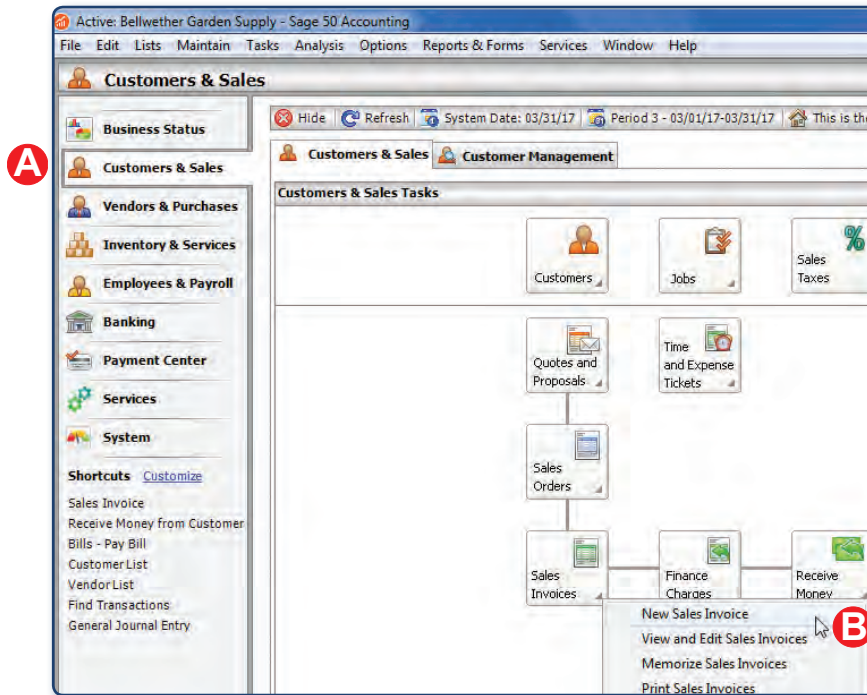 Active: Bellwether Garden Supply - Sage 50 Accounting
File Edit Lists Maintain Tasks Analysis Options Reports & Forms Services Window Help
Customers & Sales
Hide Refresh System Date: 03/31/17 Period 3 - 03/01/17-03/31/17 This is the
A
Business Status
Customers & Sales
Vendors & Purchases
Inventory & Services
Employees & Payroll
Banking
Payment Center
Services
System
Shortcuts Customize
Sales Invoice
Receive Money from Customer
Bills - Pay Bill
Customer List
Vendor List
Find Transactions
General Journal Entry
Customers & Sales Customer Management
Customers & Sales Tasks
Customers
Jobs
Sales
Taxes
Quotes and
Proposals
Time
and Expense
Tickets
Sales
Orders
Sales
Invoices
Finance
Charges
Receive
Money
New Sales Invoice
B
View and Edit Sales Invoices
Memorize Sales Invoices
Print Sales Invoices